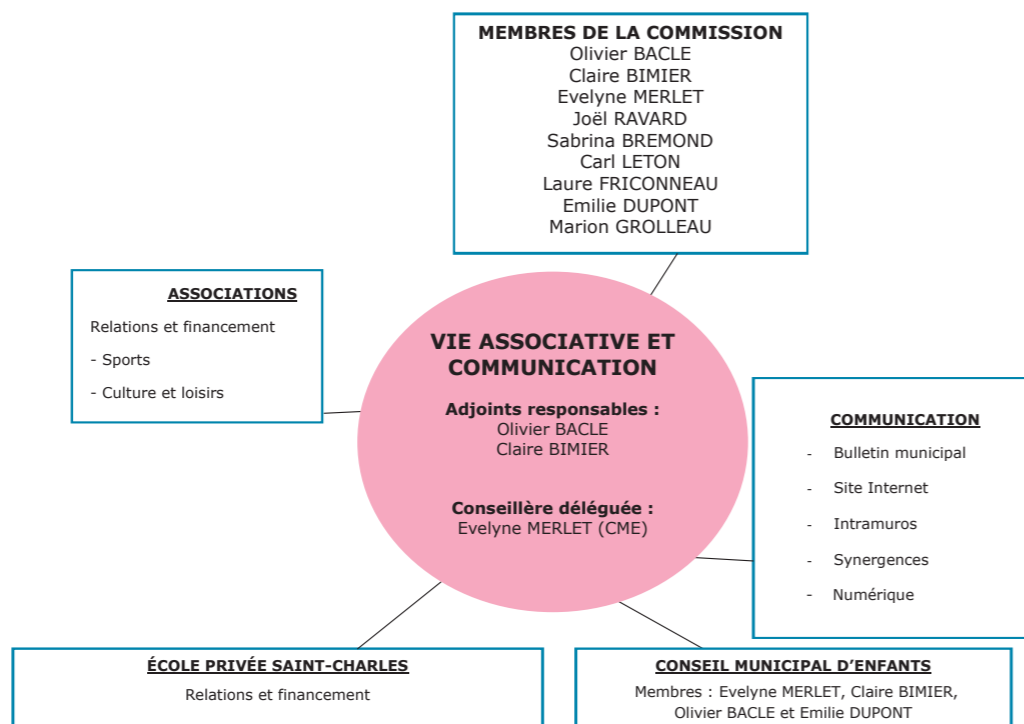 MEMBRES DE LA COMMISSION
Olivier BACLE
Claire BIMIER
Evelyne MERLET
Joël RAVARD
Sabrina BREMOND
Carl LETON
Laure FRICONNEAU
Emilie DUPONT
Marion GROLLEAU
ASSOCIATIONS
Relations et financement
- Sports
- Culture et loisirs
VIE ASSOCIATIVE ET
COMMUNICATION
Adjoints responsables :
Olivier BACLE
Claire BIMIER
Conseillère déléguée :
Evelyne MERLET (CME)
COMMUNICATION
- Bulletin municipal
- Site Internet
- Intramuros
- Synergences
- Numérique
ÉCOLE PRIVÉE SAINT-CHARLES
Relations et financement
CONSEIL MUNICIPAL D'ENFANTS
Membres : Evelyne MERLET, Claire BIMIER,
Olivier BACLE et Emilie DUPONT